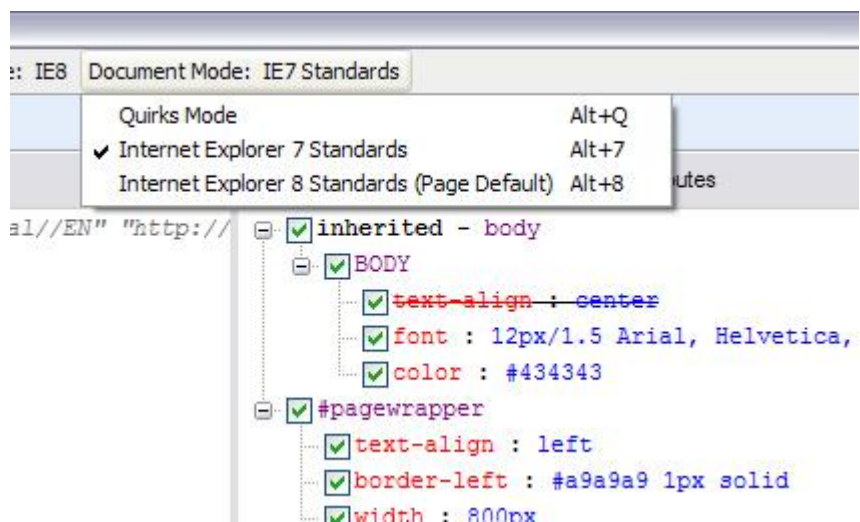 : IE8 Document Mode: IE7 Standards
Quirks Mode Alt+Q
Internet Explorer 7 Standards Alt+7
Internet Explorer 8 Standards (Page Default) Alt+8
utes
al//EN" "http://
inherited - body
BODY
text-align : center
font : 12px/1.5 Arial, Helvetica,
color : #434343
#pagewrapper
text-align : left
border-left : #a9a9a9 1px solid
width : 800px